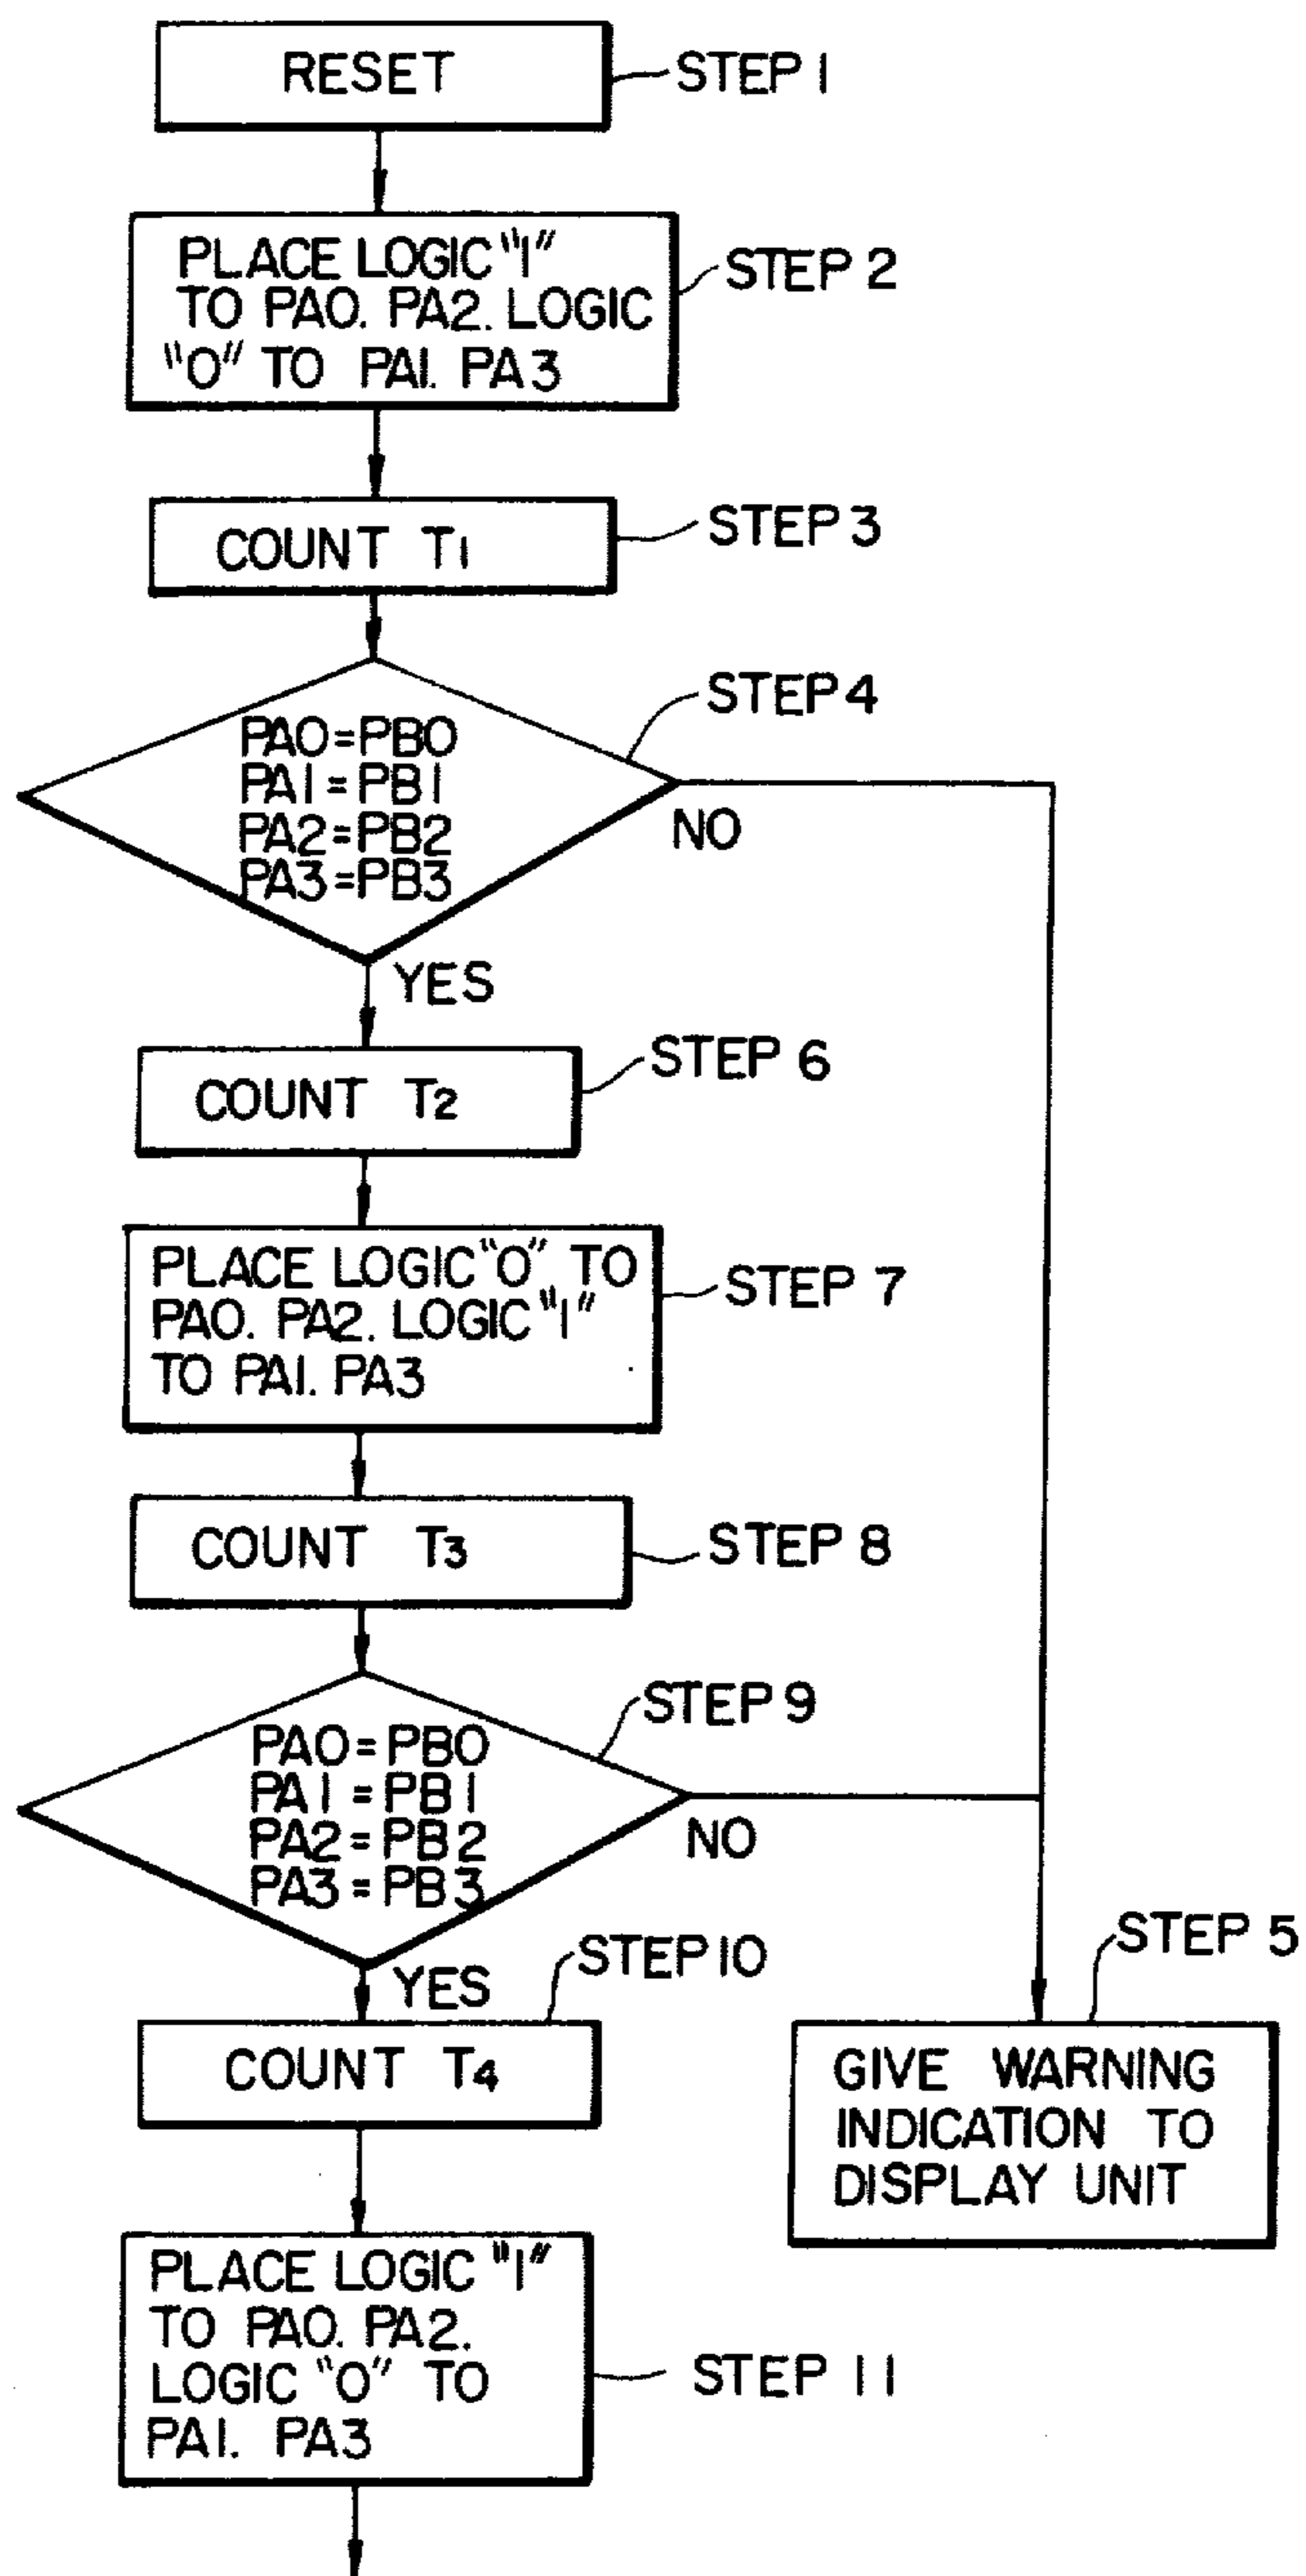 RESET
STEP 1
PLACE LOGIC "1"
TO PA0. PA2. LOGIC
"0" TO PA1. PA3
STEP 2
COUNT T1
STEP 3
PA0=PB0
PA1=PB1
PA2=PB2
PA3=PB3
STEP 4
NO
YES
COUNT T2
STEP 6
PLACE LOGIC "0" TO
PA0. PA2. LOGIC "1"
TO PA1. PA3
STEP 7
COUNT T3
STEP 8
PA0=PB0
PA1=PB1
PA2=PB2
PA3=PB3
STEP 9
NO
YES
COUNT T4
STEP 10
GIVE WARNING
INDICATION TO
DISPLAY UNIT
STEP 5
PLACE LOGIC "1"
TO PA0. PA2.
LOGIC "0" TO
PA1. PA3
STEP 11